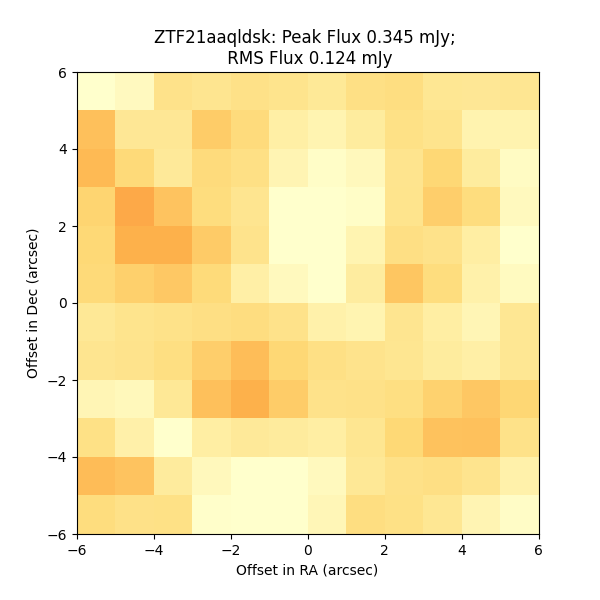 ZTF21aaqldsk: Peak Flux 0.345 mJy;
RMS Flux 0.124 mJy
6
4
2
0
−2
−4
−6
Offset in Dec (arcsec)
−6 −4 −2 0 2 4 6
Offset in RA (arcsec)